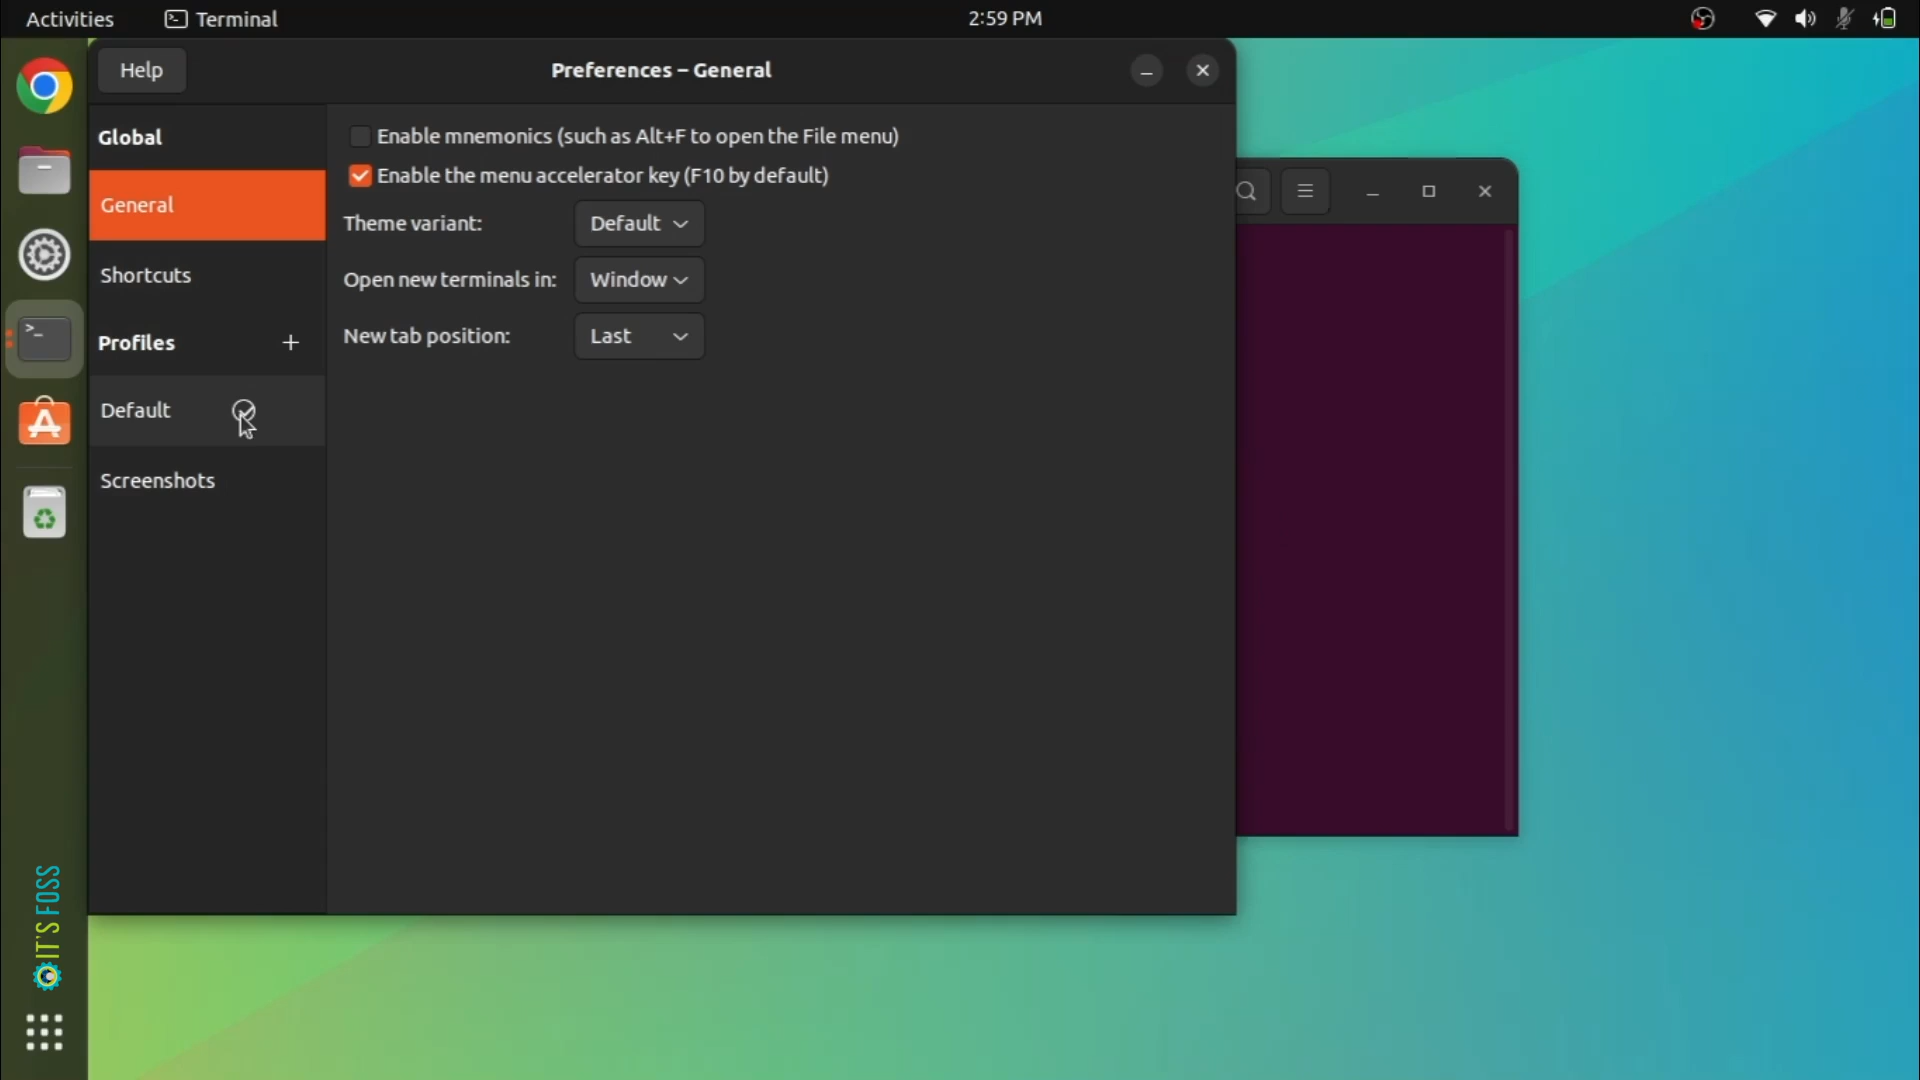 Activities
Terminal
2:59 PM
Help
Preferences – General
Global
General
Shortcuts
Profiles
Default
Screenshots
Enable mnemonics (such as Alt+F to open the File menu)
Enable the menu accelerator key (F10 by default)
Theme variant: Default
Open new terminals in: Window
New tab position: Last
IT'S FOSS